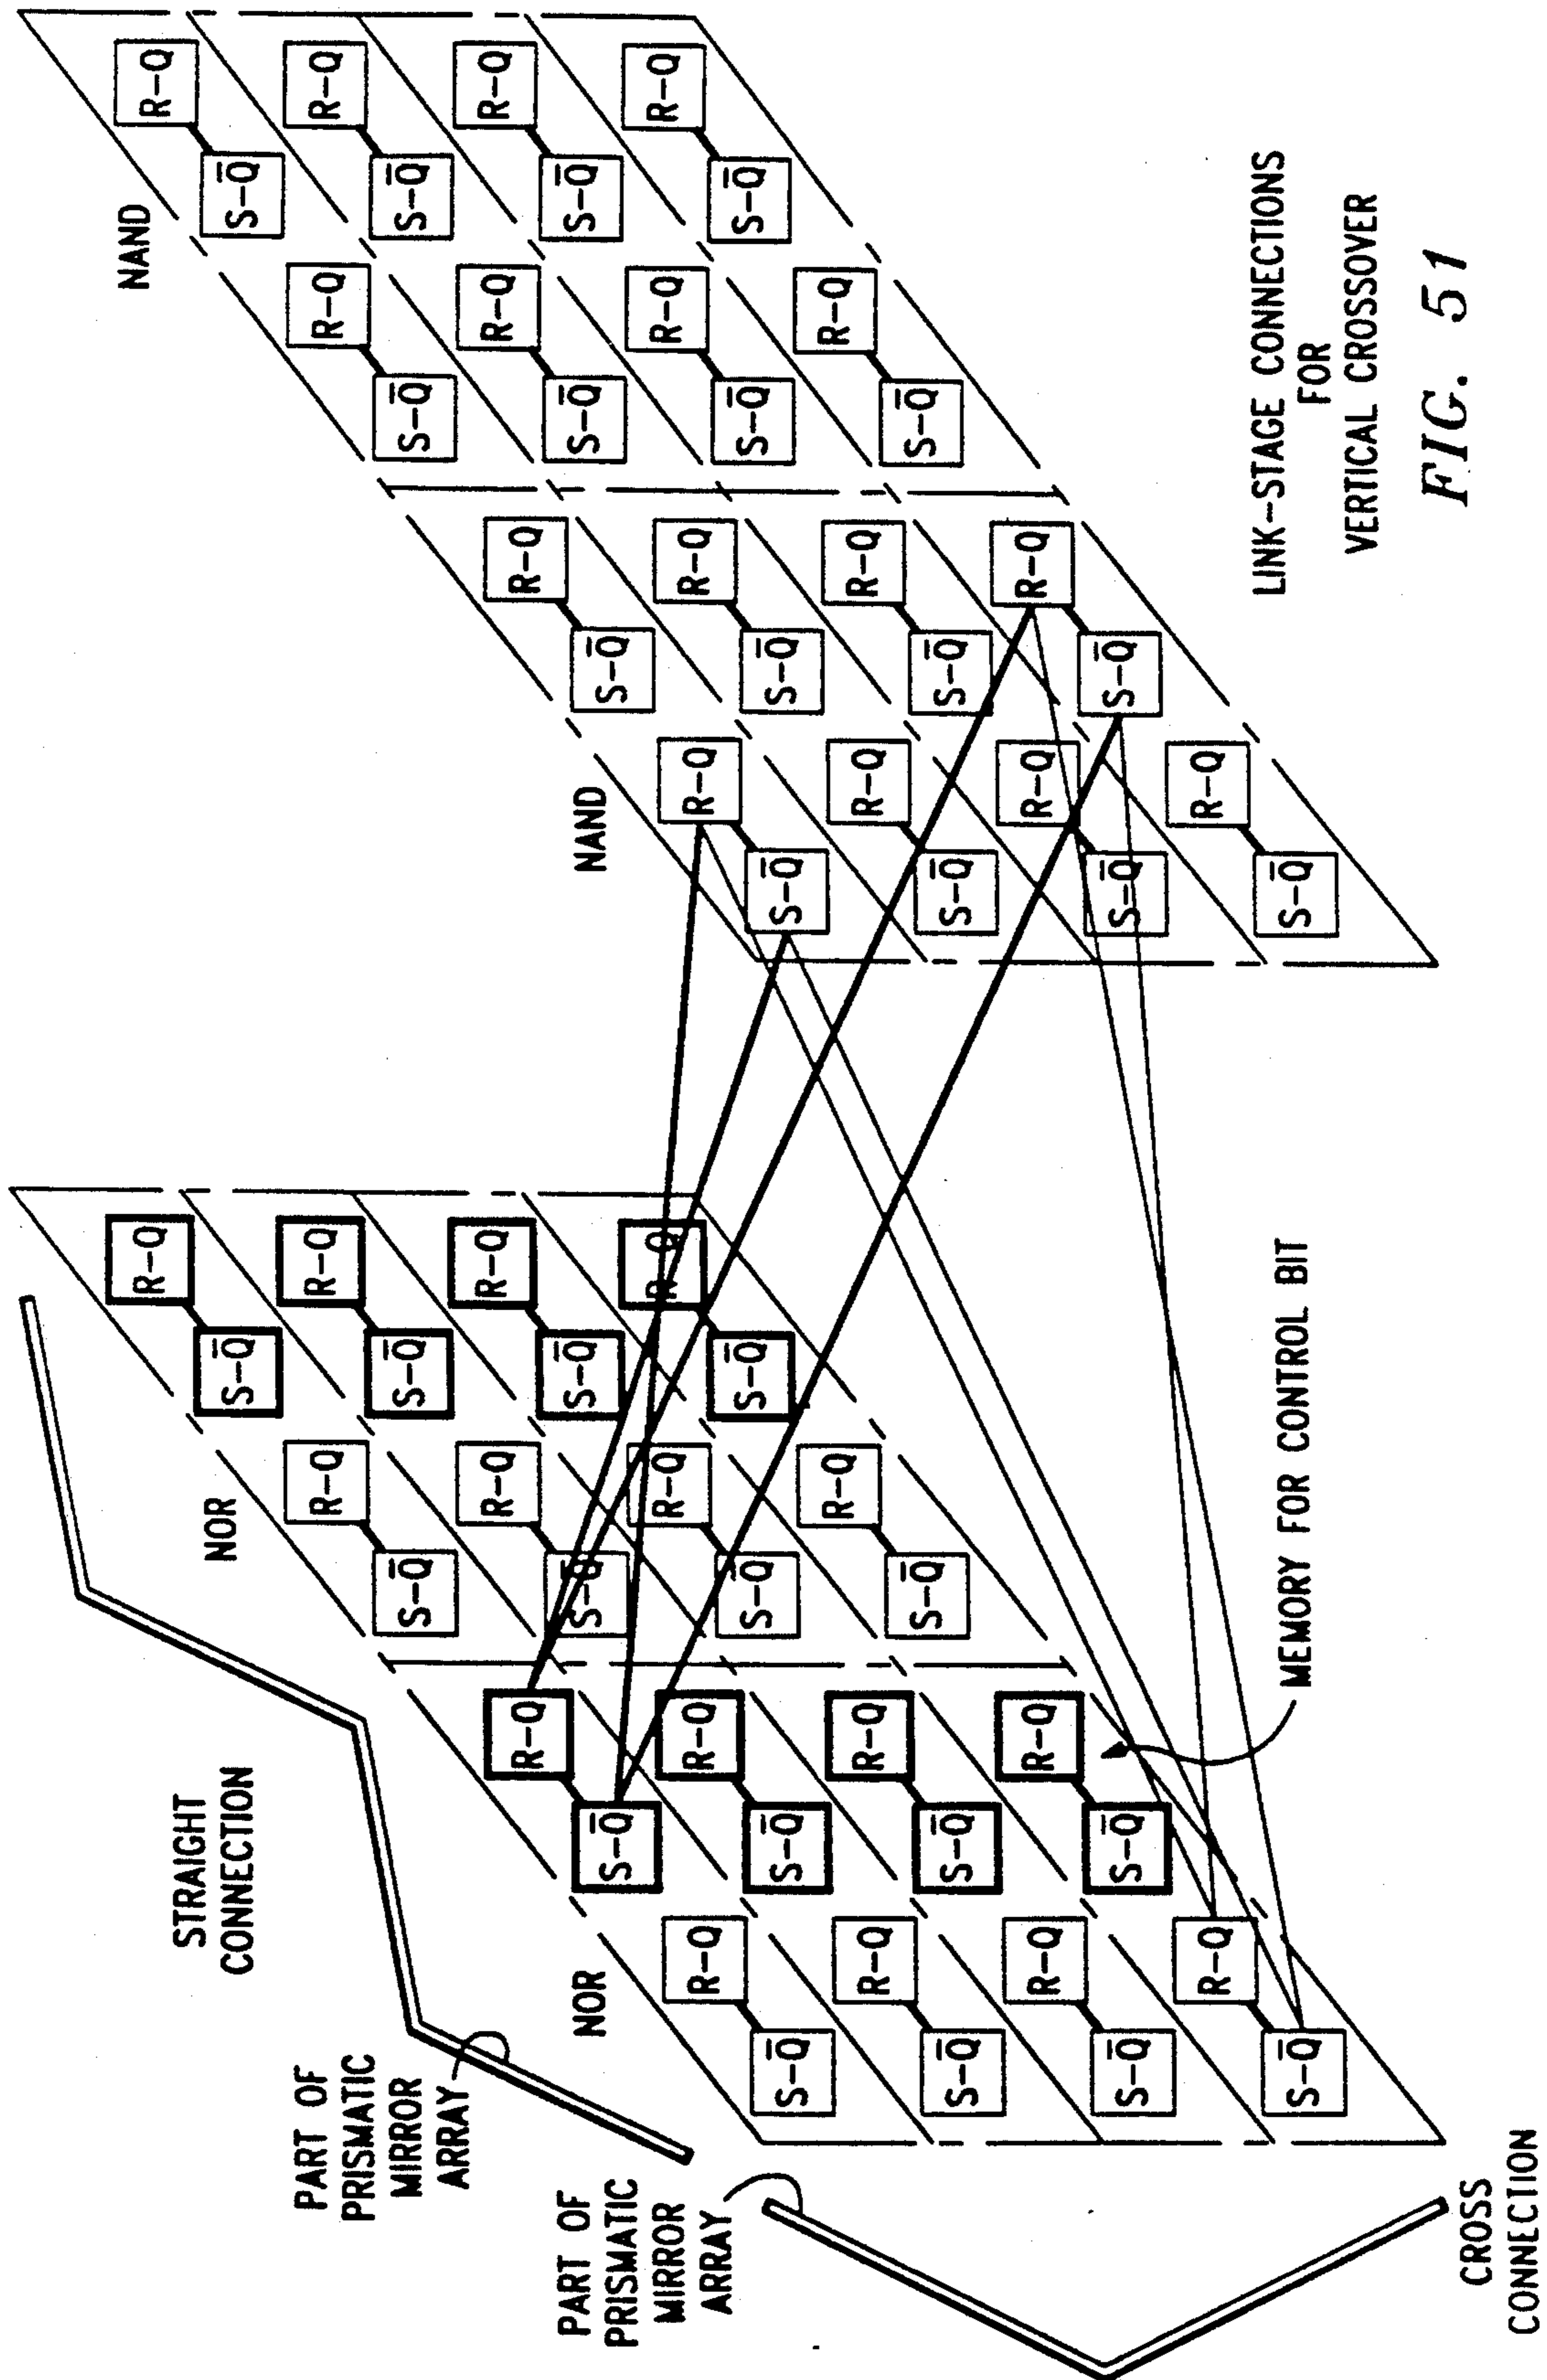 STRAIGHT
CONNECTION
PART OF
PRISMATIC
MIRROR
ARRAY
PART OF
PRISMATIC
MIRROR
ARRAY
CROSS
CONNECTION
NOR
R–Q
S–Q̄
R–Q
S–Q̄
R–Q
S–Q̄
R–Q
S–Q̄
R–Q
S–Q̄
R–Q
S–Q̄
R–Q
S–Q̄
R–Q
S–Q̄
NOR
R–Q
S–Q̄
R–Q
S–Q̄
R–Q
S–Q̄
R–Q
S–Q̄
R–Q
S–Q̄
R–Q
S–Q̄
R–Q
S–Q̄
R–Q
S–Q̄
MEMORY FOR CONTROL BIT
NAND
R–Q
S–Q̄
R–Q
S–Q̄
R–Q
S–Q̄
R–Q
S–Q̄
R–Q
S–Q̄
R–Q
S–Q̄
R–Q
S–Q̄
R–Q
S–Q̄
NAND
R–Q
S–Q̄
R–Q
S–Q̄
R–Q
S–Q̄
R–Q
S–Q̄
R–Q
S–Q̄
R–Q
S–Q̄
R–Q
S–Q̄
R–Q
S–Q̄
LINK–STAGE CONNECTIONS
FOR
VERTICAL CROSSOVER
FIG. 51